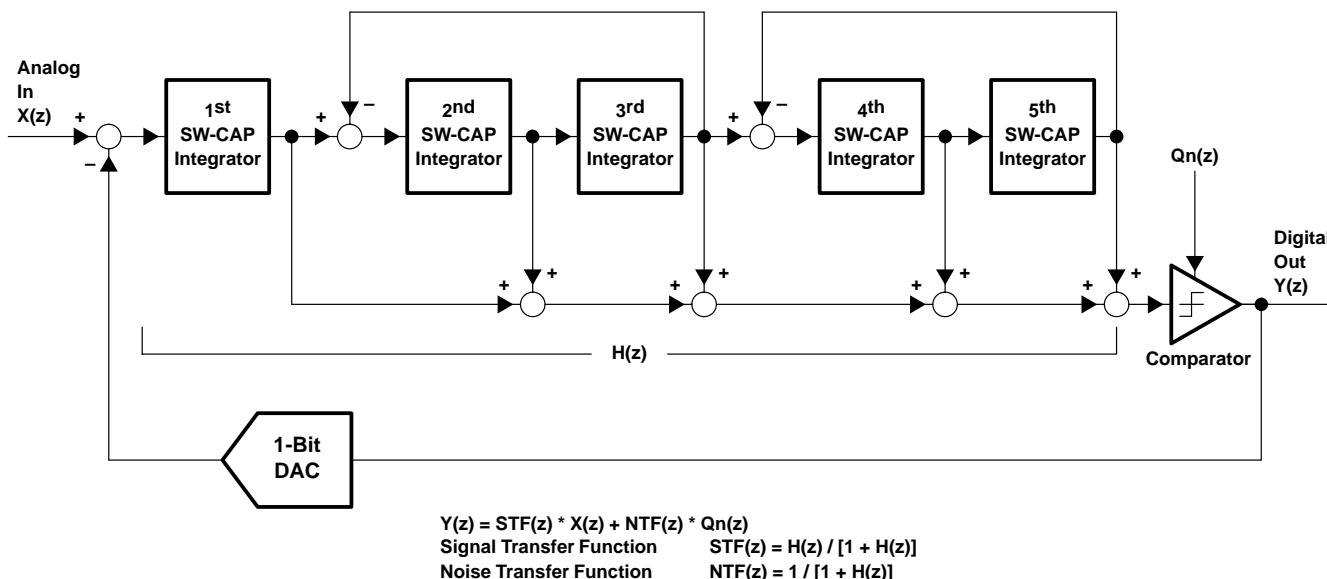 Analog
In
X(z)
+
–
1st
SW-CAP
Integrator
+
–
2nd
SW-CAP
Integrator
3rd
SW-CAP
Integrator
+
–
4th
SW-CAP
Integrator
5th
SW-CAP
Integrator
Qn(z)
Digital
Out
Y(z)
+
+
+
+
+
+
+
+
H(z)
Comparator
1-Bit
DAC
Y(z) = STF(z) * X(z) + NTF(z) * Qn(z)
Signal Transfer Function STF(z) = H(z) / [1 + H(z)]
Noise Transfer Function NTF(z) = 1 / [1 + H(z)]